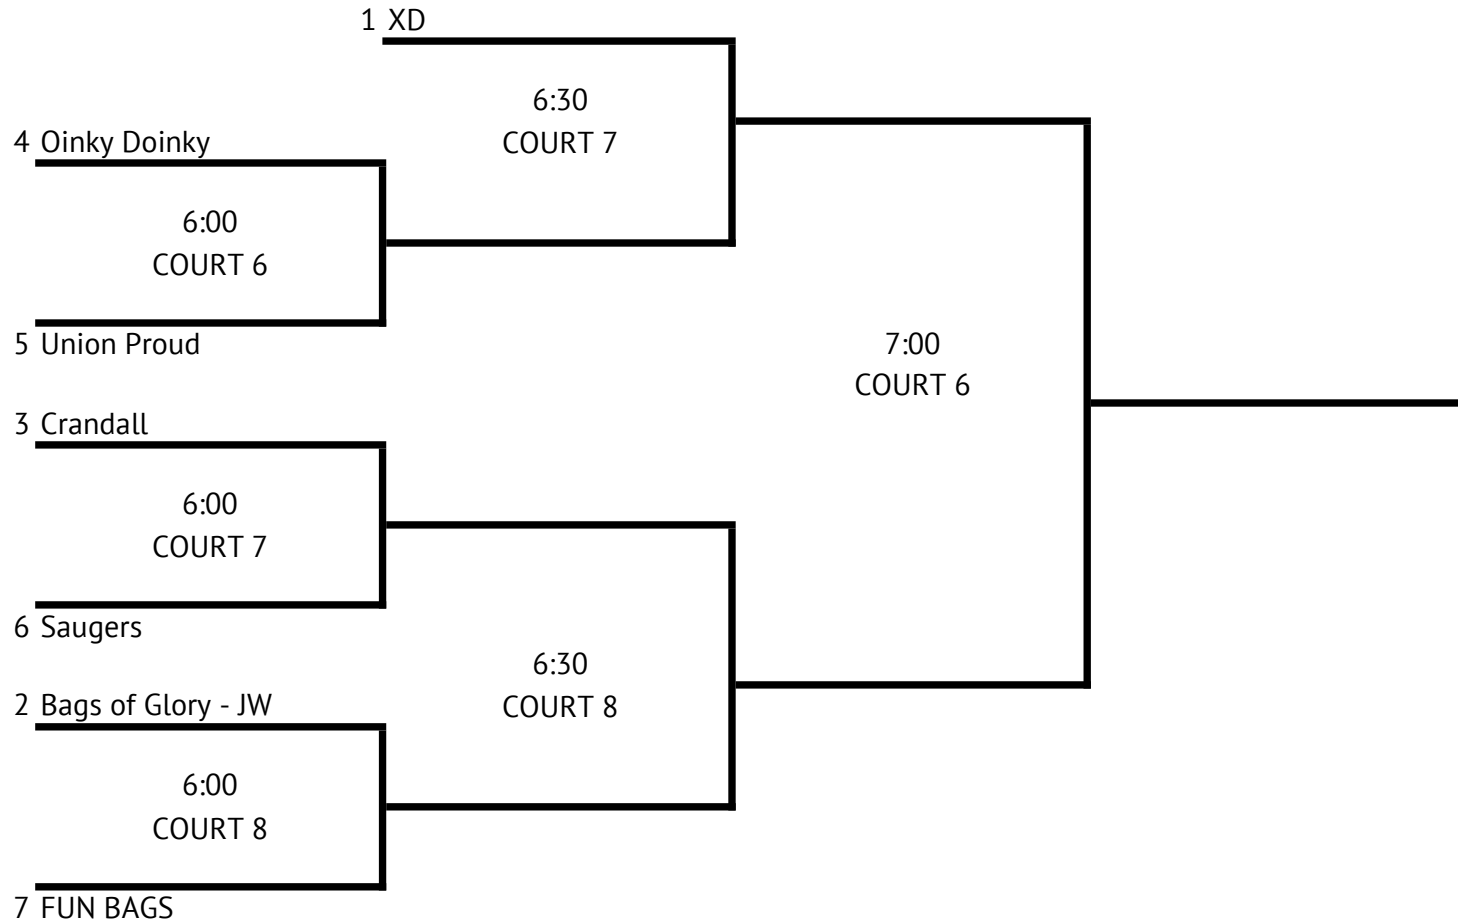 1 XD
6:30
COURT 7
4 Oinky Doinky
6:00
COURT 6
5 Union Proud
7:00
COURT 6
3 Crandall
6:00
COURT 7
6 Saugers
6:30
COURT 8
2 Bags of Glory - JW
6:00
COURT 8
7 FUN BAGS